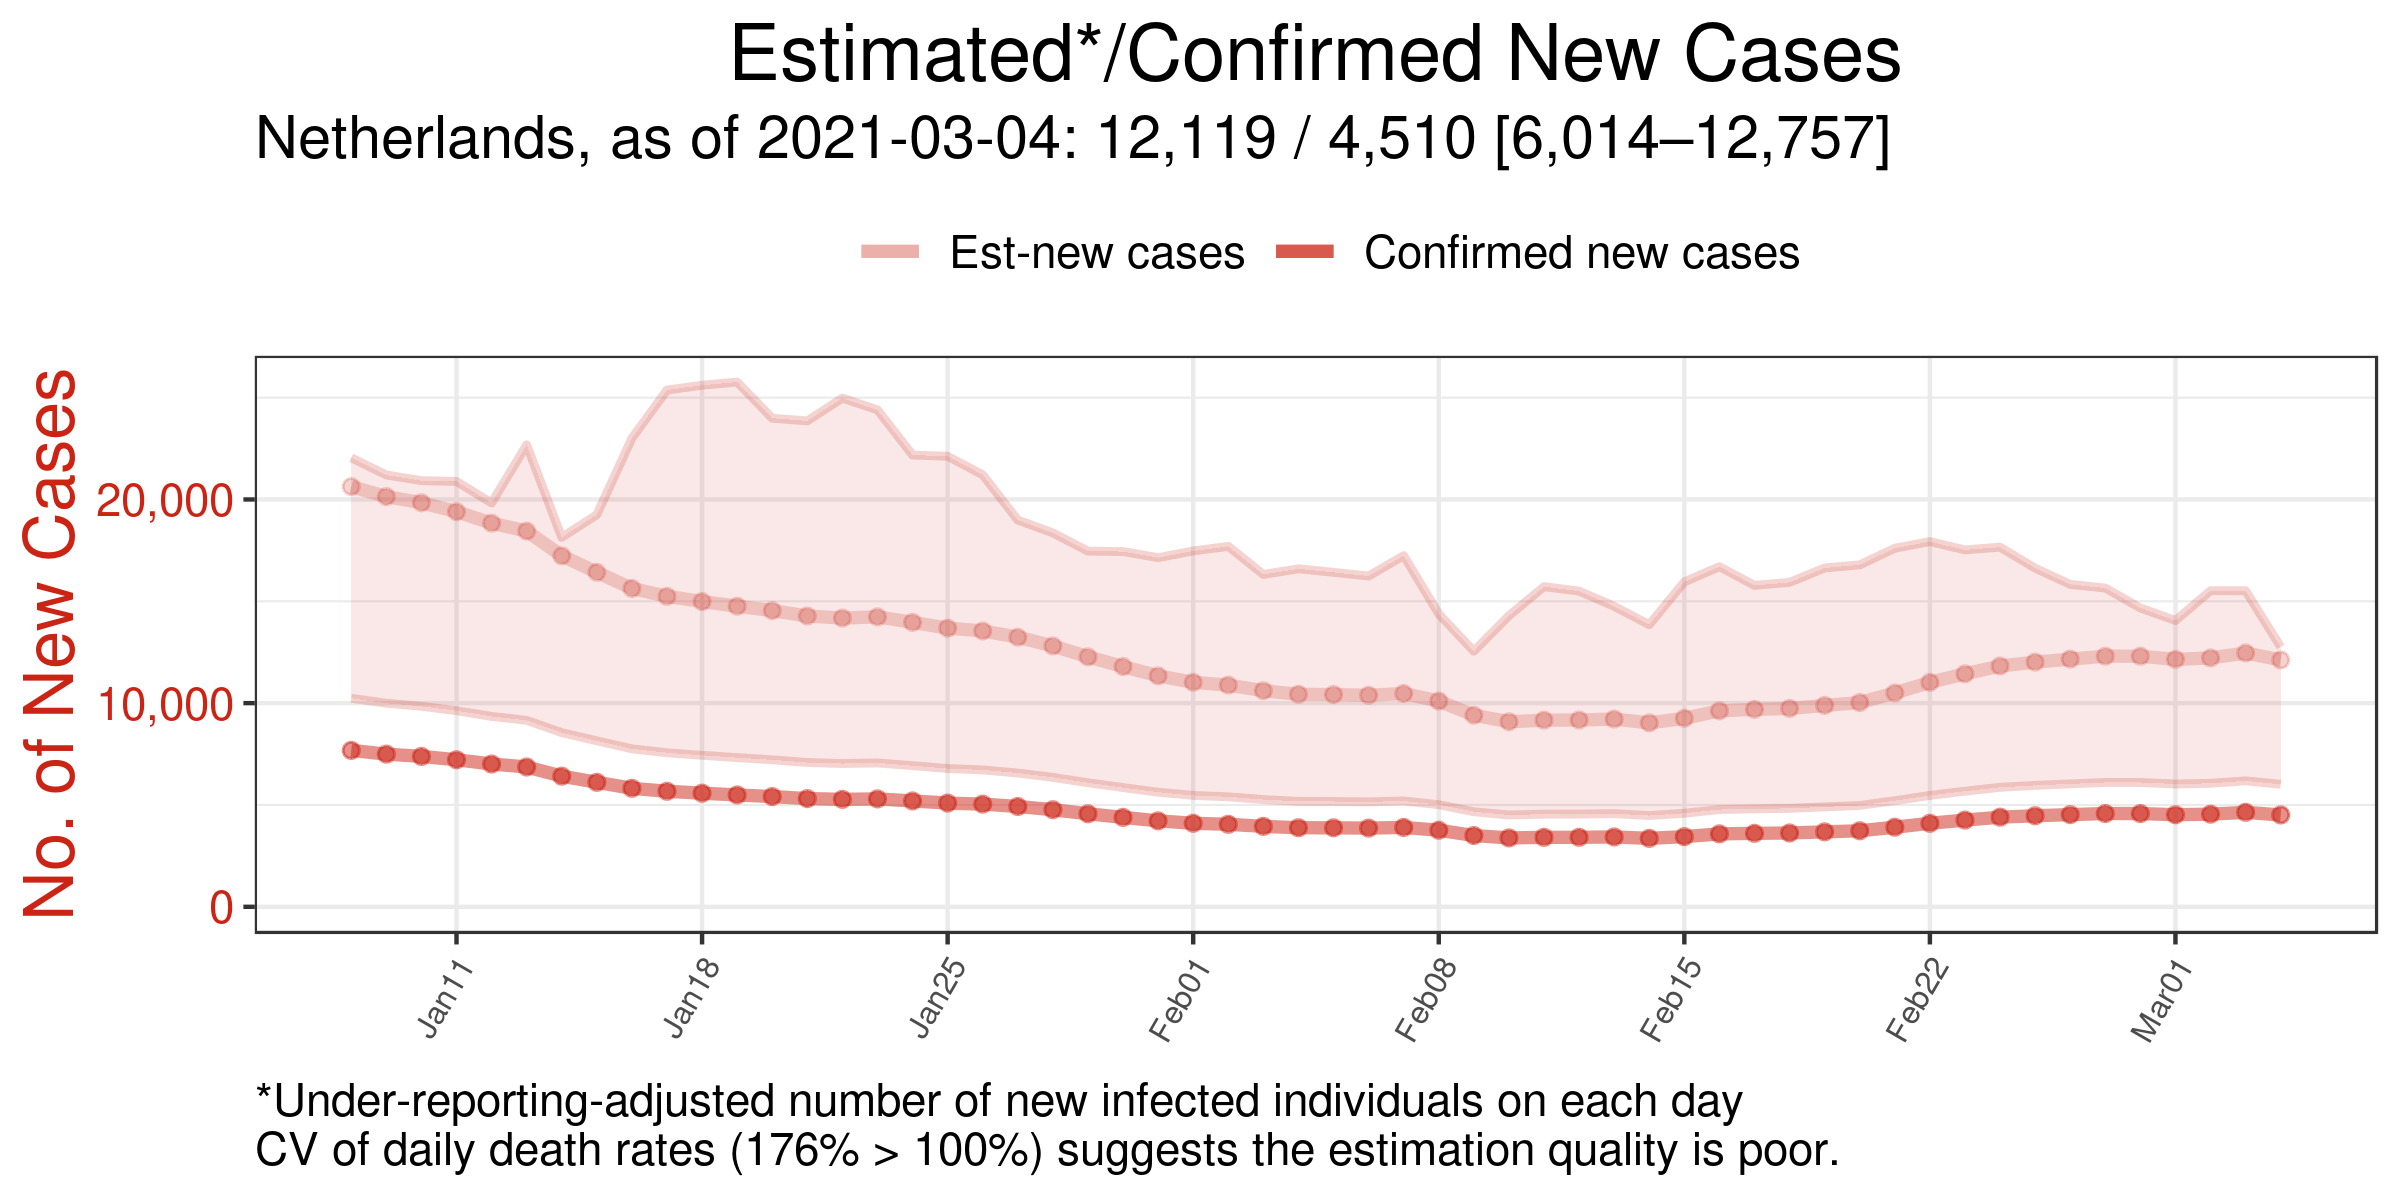 Estimated*/Confirmed New Cases
Netherlands, as of 2021-03-04: 12,119 / 4,510 [6,014–12,757]
Est-new cases
Confirmed new cases
No. of New Cases
20,000
10,000
0
Jan11
Jan18
Jan25
Feb01
Feb08
Feb15
Feb22
Mar01
*Under-reporting-adjusted number of new infected individuals on each day
CV of daily death rates (176% > 100%) suggests the estimation quality is poor.